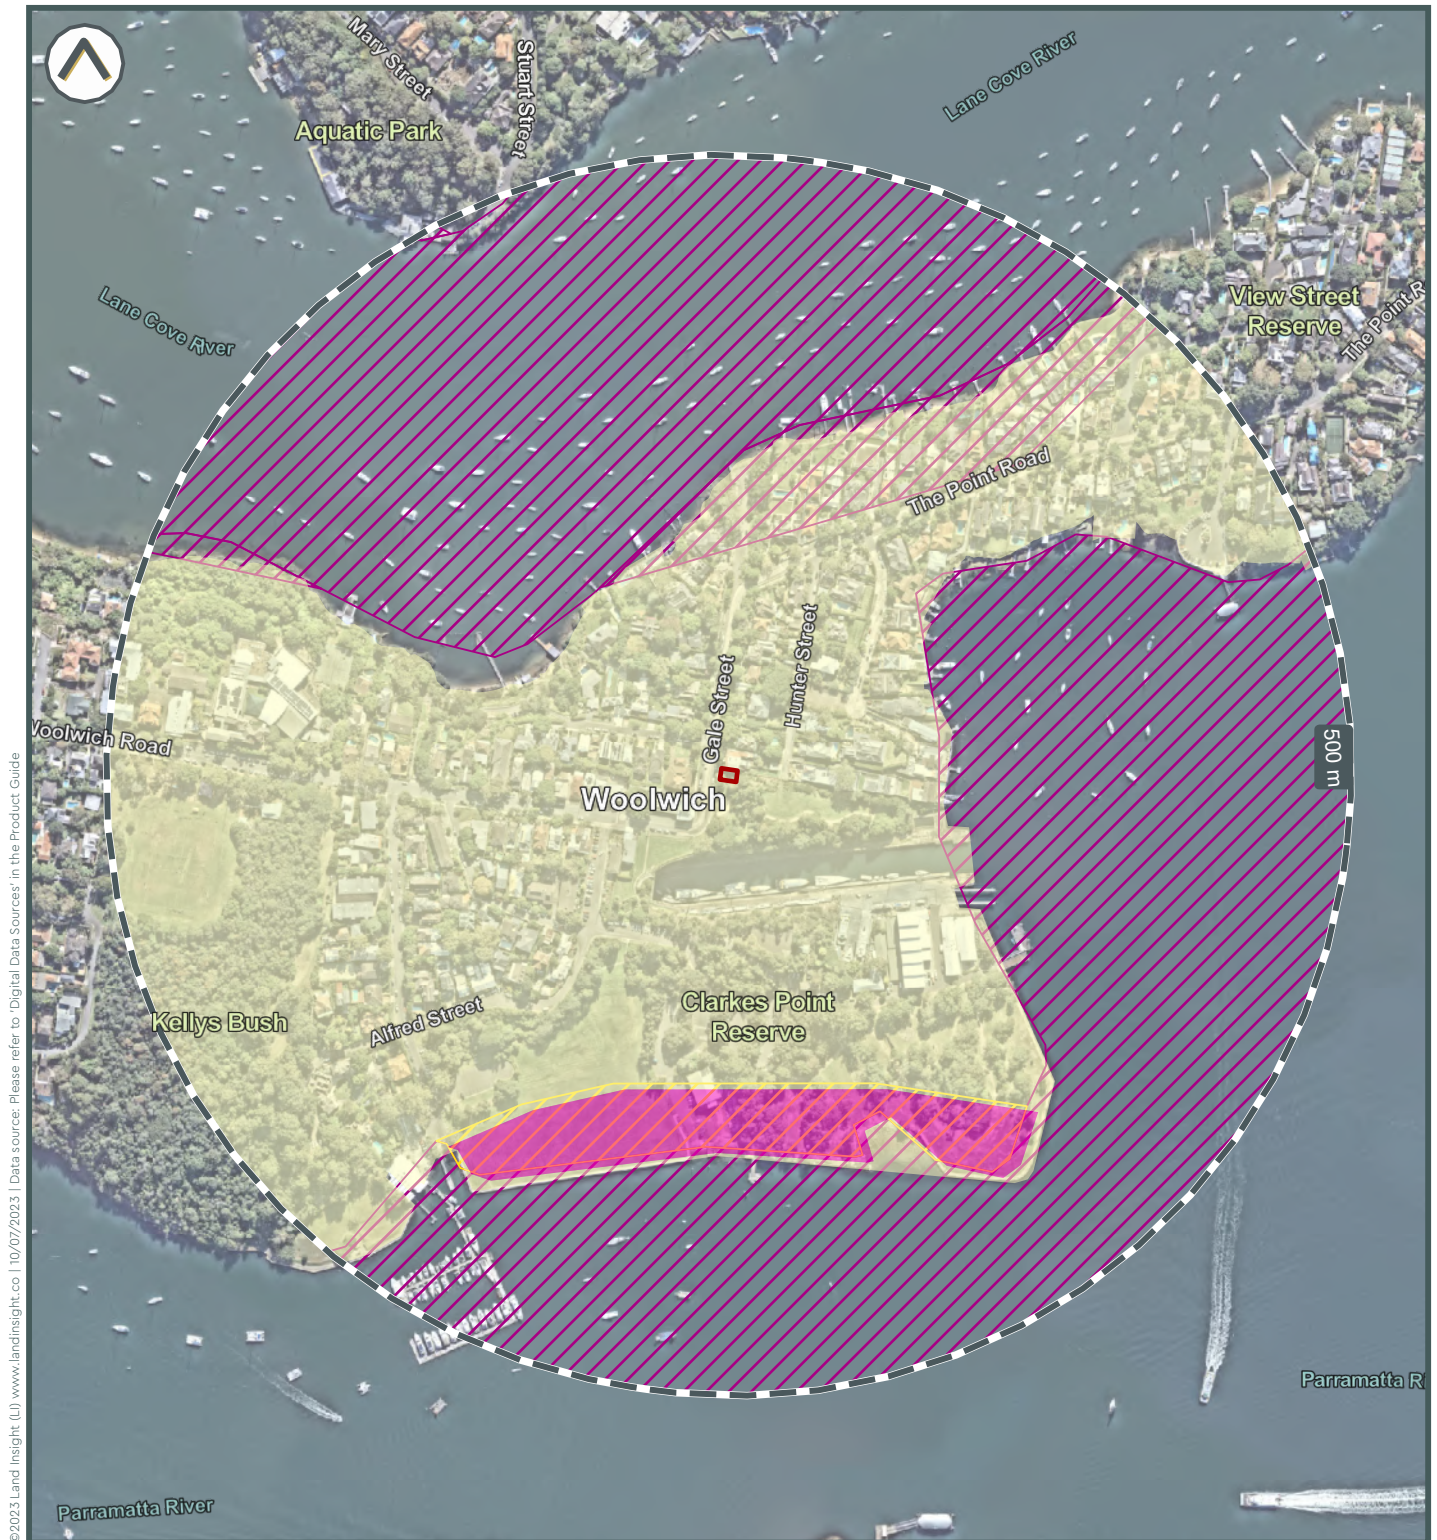 Mary Street
Stuart Street
Lane Cove River
Aquatic Park
View Street
Reserve
The Point R
Lane Cove River
The Point Road
Gale Street
Hunter Street
Woolwich Road
500 m
Woolwich
Clarkes Point
Reserve
Kellys Bush
Alfred Street
Parramatta Ri
Parramatta River
©2023 Land Insight (LI) www.landinsight.co | 10/07/2023 | Data source: Please refer to 'Digital Data Sources' in the Product Guide